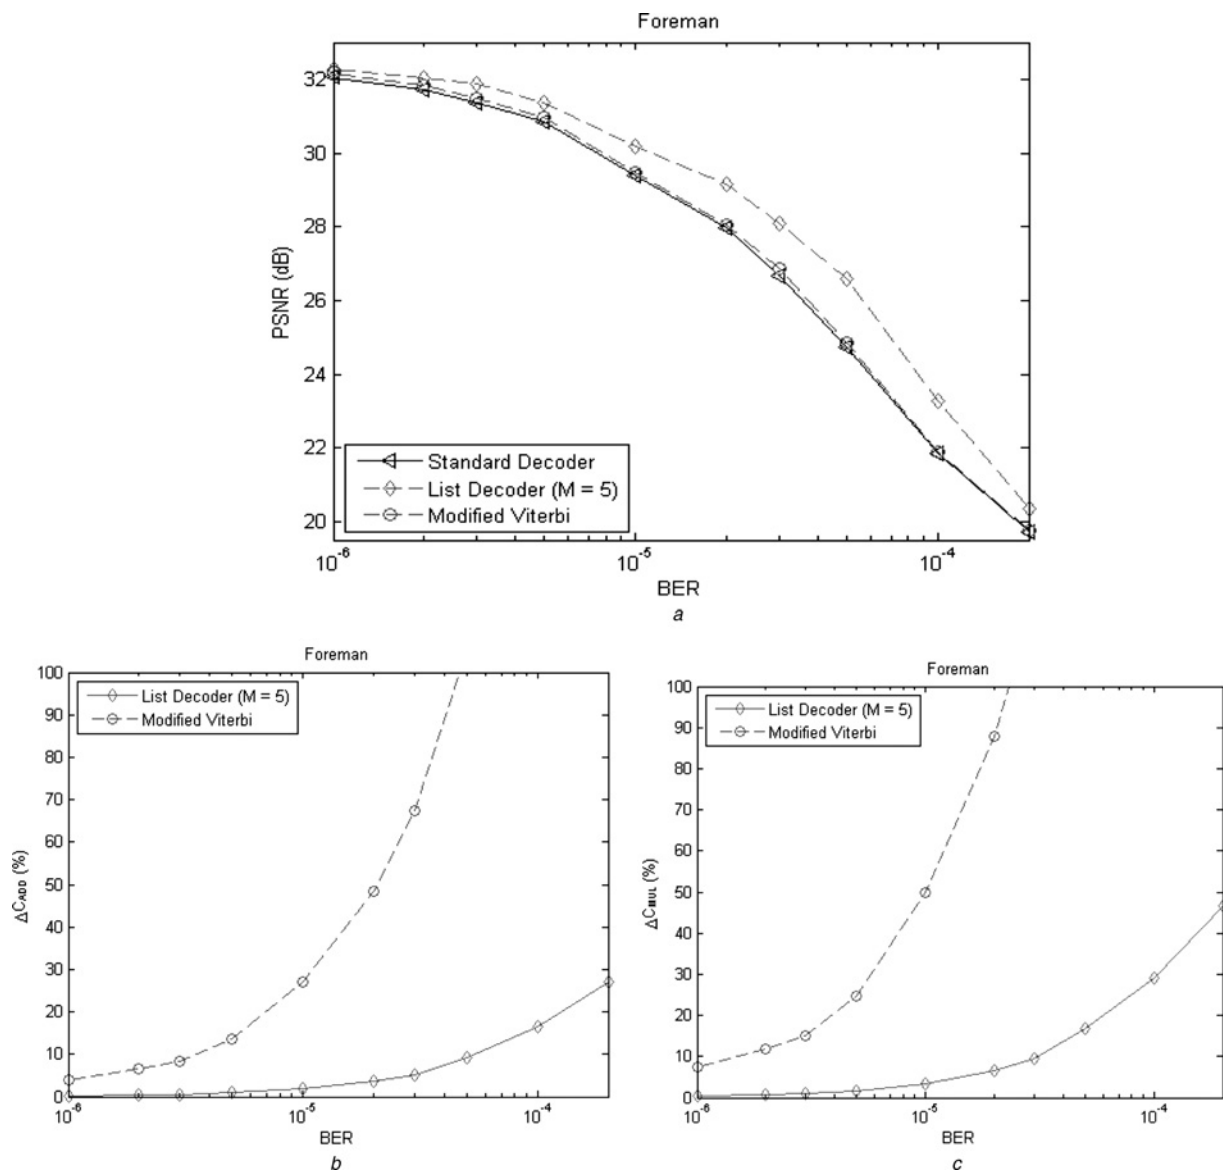 Foreman
PSNR (dB)
32
30
28
26
24
22
20
Standard Decoder
List Decoder (M = 5)
Modified Viterbi
10-6 10-5 10-4
BER
a
Foreman
ΔCADD (%)
100
90
80
70
60
50
40
30
20
10
0
List Decoder (M = 5)
Modified Viterbi
10-6 10-5 10-4
BER
b
Foreman
ΔCMUL (%)
100
90
80
70
60
50
40
30
20
10
0
List Decoder (M = 5)
Modified Viterbi
10-6 10-5 10-4
BER
c